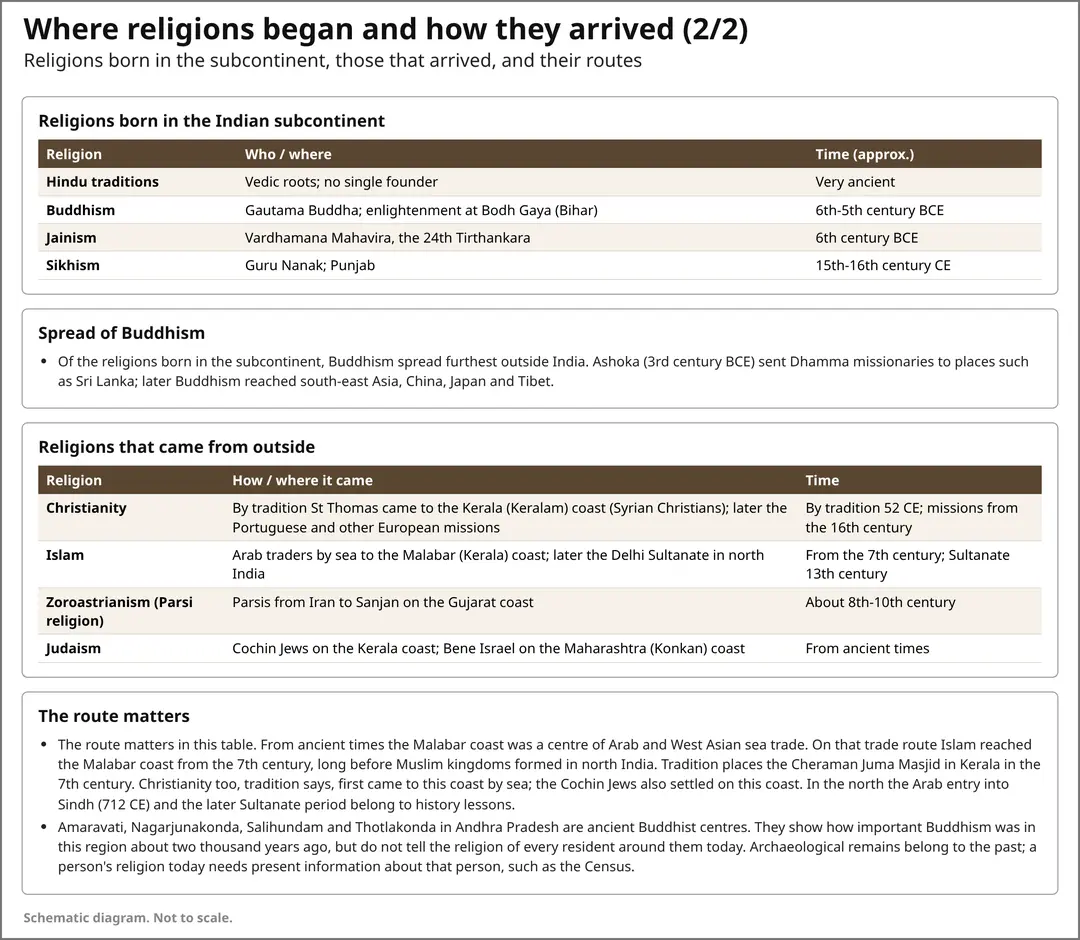 Where religions began and how they arrived (2/2)
Religions born in the subcontinent, those that arrived, and their routes
Religions born in the Indian subcontinent
Religion Who / where Time (approx.)
Hindu traditions Vedic roots; no single founder Very ancient
Buddhism Gautama Buddha; enlightenment at Bodh Gaya (Bihar) 6th-5th century BCE
Jainism Vardhamana Mahavira, the 24th Tirthankara 6th century BCE
Sikhism Guru Nanak; Punjab 15th-16th century CE
Spread of Buddhism
• Of the religions born in the subcontinent, Buddhism spread furthest outside India. Ashoka (3rd century BCE) sent Dhamma missionaries to places such
as Sri Lanka; later Buddhism reached south-east Asia, China, Japan and Tibet.
Religions that came from outside
Religion How / where it came Time
Christianity By tradition St Thomas came to the Kerala (Keralam) coast (Syrian Christians); later the By tradition 52 CE; missions from
Portuguese and other European missions the 16th century
Islam Arab traders by sea to the Malabar (Kerala) coast; later the Delhi Sultanate in north From the 7th century; Sultanate
India 13th century
Zoroastrianism (Parsi Parsis from Iran to Sanjan on the Gujarat coast About 8th-10th century
religion)
Judaism Cochin Jews on the Kerala coast; Bene Israel on the Maharashtra (Konkan) coast From ancient times
The route matters
• The route matters in this table. From ancient times the Malabar coast was a centre of Arab and West Asian sea trade. On that trade route Islam reached
the Malabar coast from the 7th century, long before Muslim kingdoms formed in north India. Tradition places the Cheraman Juma Masjid in Kerala in the
7th century. Christianity too, tradition says, first came to this coast by sea; the Cochin Jews also settled on this coast. In the north the Arab entry into
Sindh (712 CE) and the later Sultanate period belong to history lessons.
• Amaravati, Nagarjunakonda, Salihundam and Thotlakonda in Andhra Pradesh are ancient Buddhist centres. They show how important Buddhism was in
this region about two thousand years ago, but do not tell the religion of every resident around them today. Archaeological remains belong to the past; a
person's religion today needs present information about that person, such as the Census.
Schematic diagram. Not to scale.